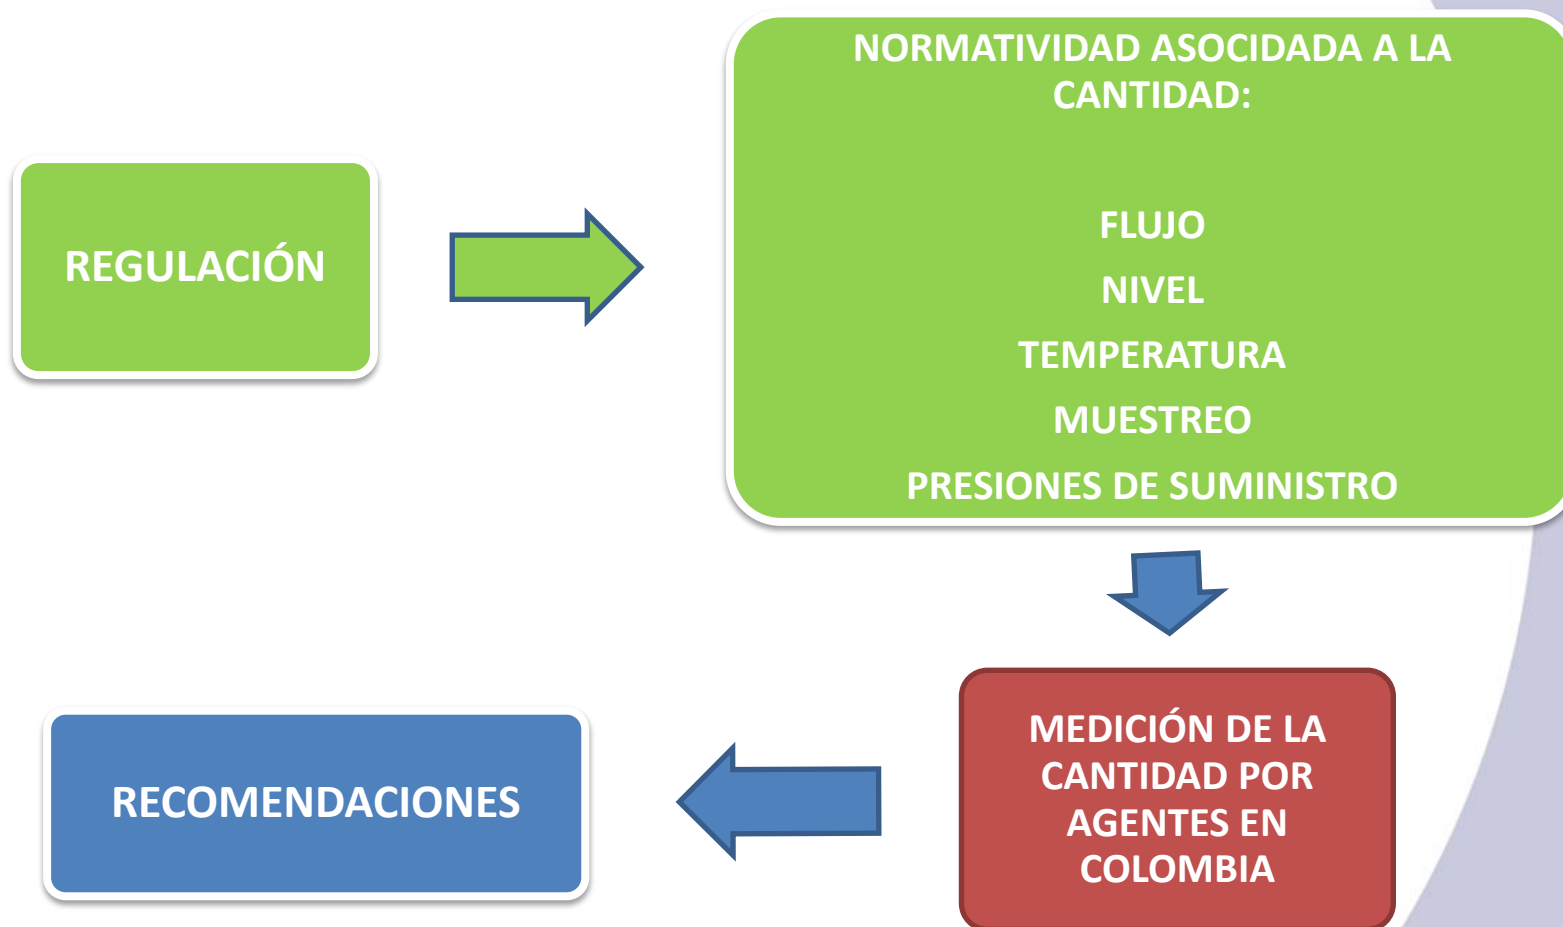 NORMATIVIDAD ASOCIDADA A LA
CANTIDAD:
FLUJO
NIVEL
TEMPERATURA
MUESTREO
PRESIONES DE SUMINISTRO
REGULACIÓN
MEDICIÓN DE LA
CANTIDAD POR
AGENTES EN
COLOMBIA
RECOMENDACIONES